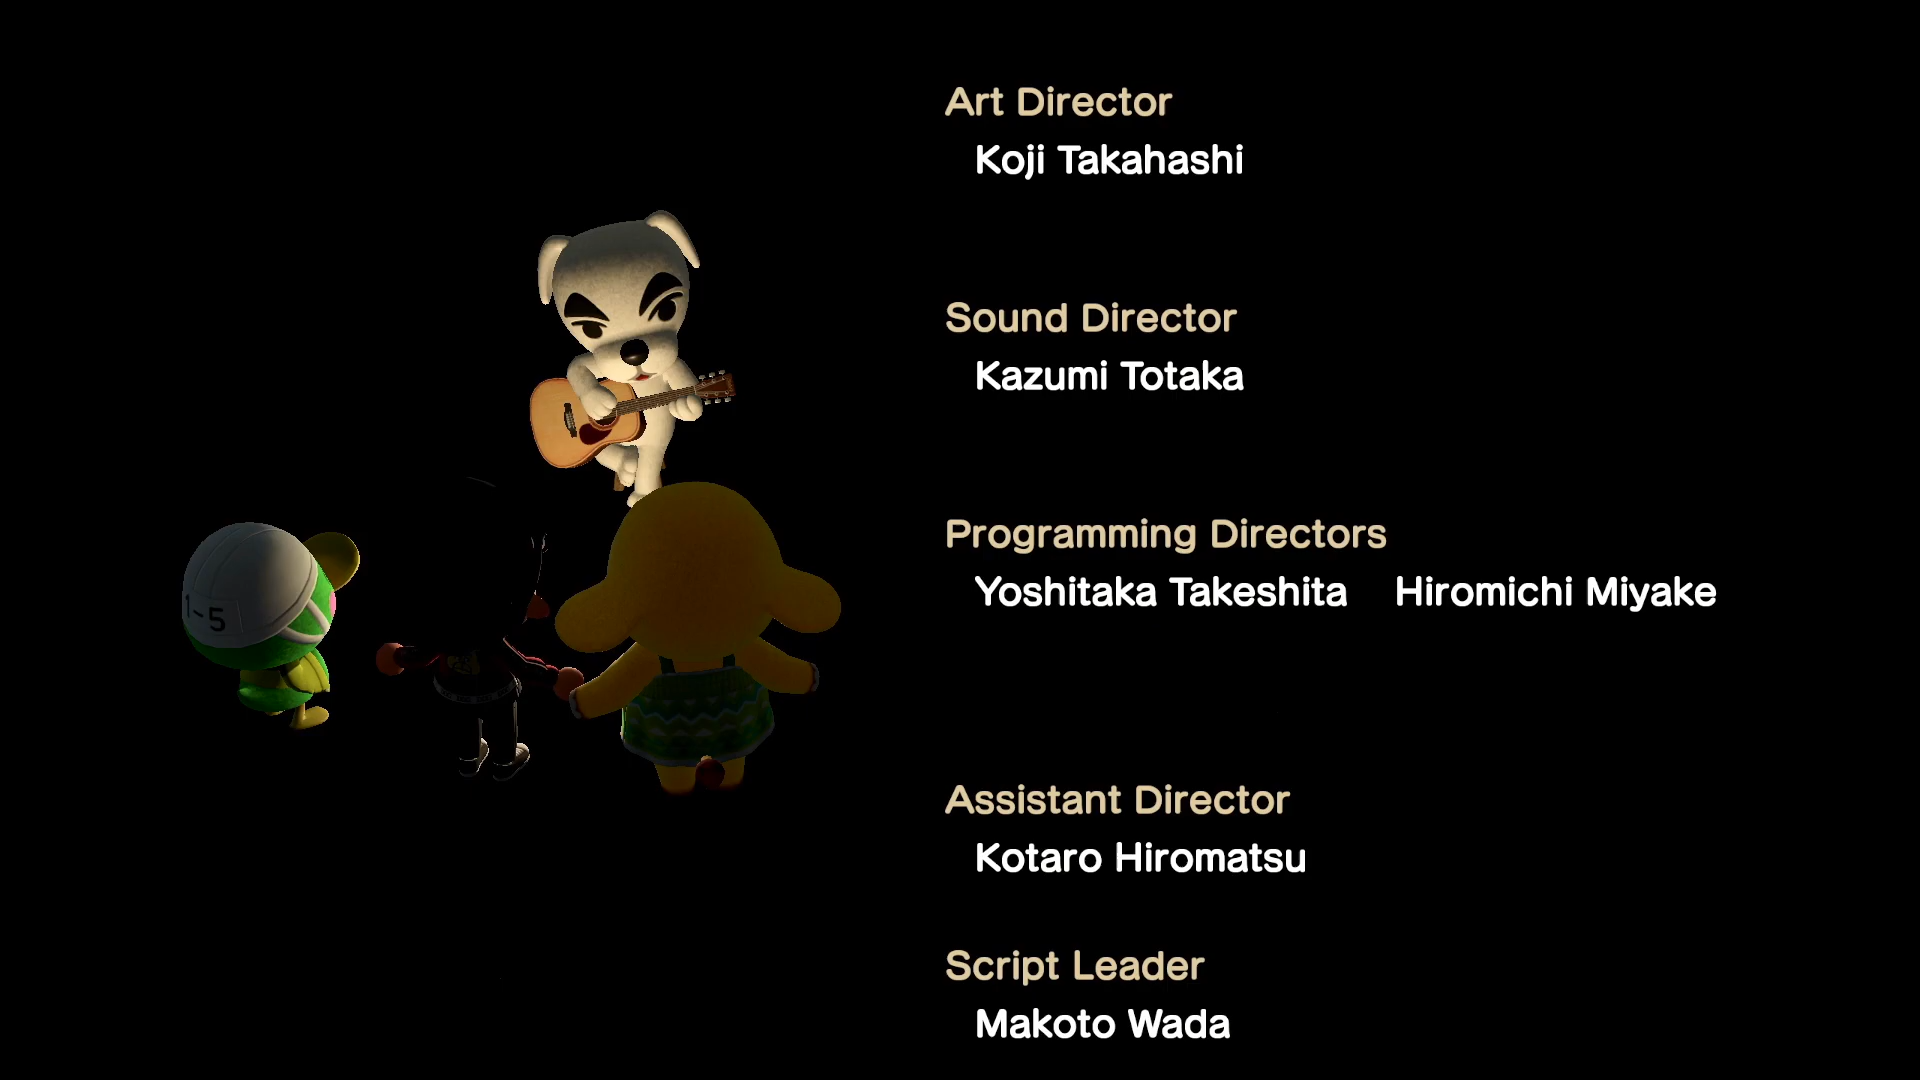 Art Director
Koji Takahashi
Sound Director
Kazumi Totaka
Programming Directors
Yoshitaka Takeshita Hiromichi Miyake
1-5
Assistant Director
Kotaro Hiromatsu
Script Leader
Makoto Wada